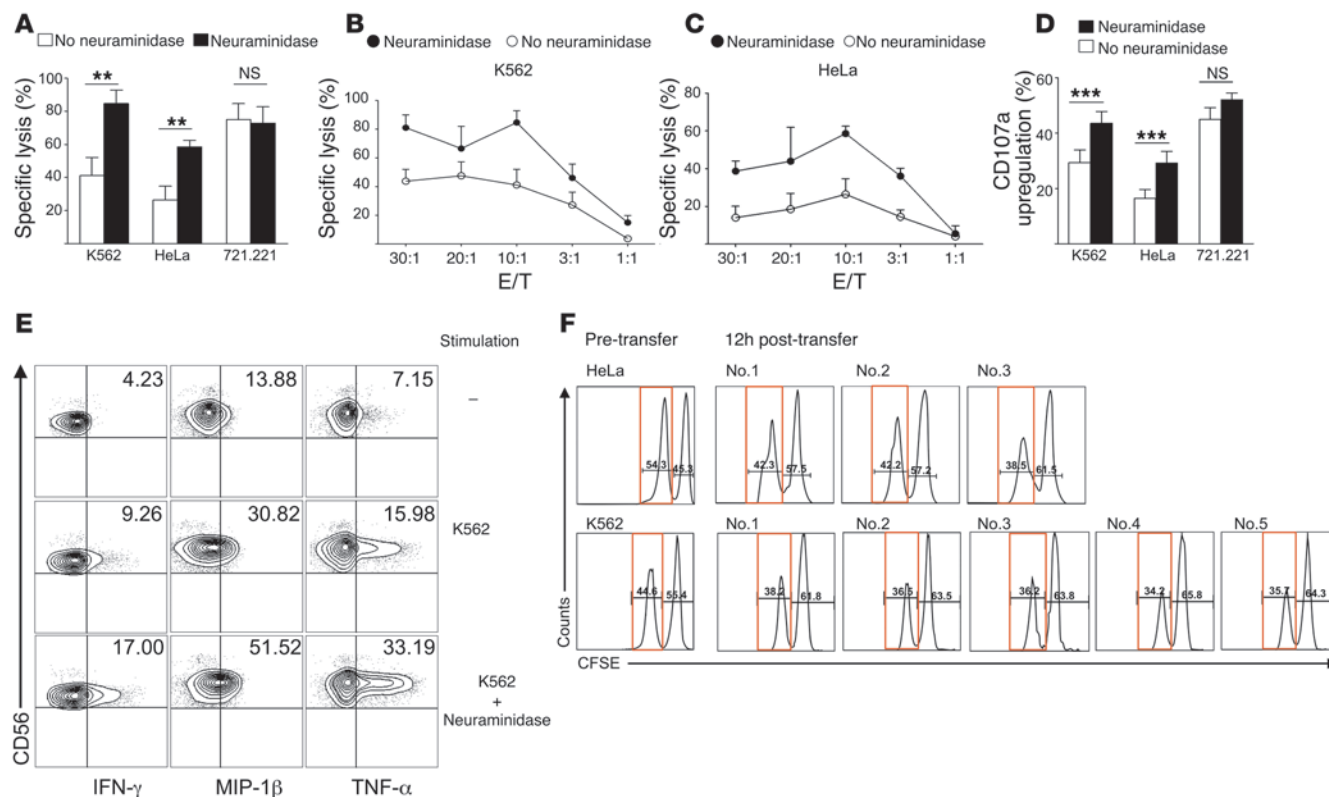 A
No neuraminidase Neuraminidase
Specific lysis (%)
100
80
60
40
20
** ** NS
K562 HeLa 721.221
B
Neuraminidase No neuraminidase
K562
Specific lysis (%)
100
80
60
40
20
30:1 20:1 10:1 3:1 1:1
E/T
C
Neuraminidase No neuraminidase
HeLa
Specific lysis (%)
60
40
20
30:1 20:1 10:1 3:1 1:1
E/T
D
Neuraminidase
No neuraminidase
CD107a
upregulation (%)
60
40
20
*** *** NS
K562 HeLa 721.221
E
Stimulation
4.23 13.88 7.15
–
9.26 30.82 15.98
K562
17.00 51.52 33.19
K562
+
Neuraminidase
CD56
IFN-γ MIP-1β TNF-α
F
Pre-transfer 12h post-transfer
HeLa No.1 No.2 No.3
54.3 45.3 42.3 57.5 42.2 57.2 38.5 61.5
K562 No.1 No.2 No.3 No.4 No.5
44.6 55.4 38.2 61.8 36.5 63.5 36.2 63.8 34.2 65.8 35.7 64.3
Counts
CFSE